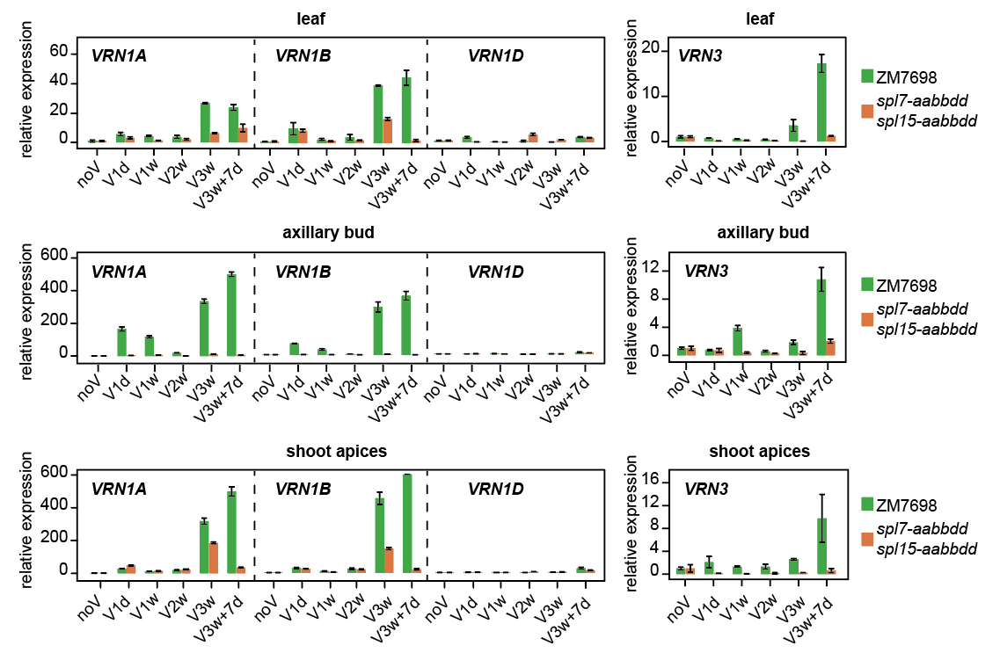 leaf
relative expression
60
40
20
0
VRN1A
VRN1B
VRN1D
noV V1d V1w V2w V3w V3w+7d noV V1d V1w V2w V3w V3w+7d noV V1d V1w V2w V3w V3w+7d
leaf
relative expression
20
10
0
VRN3
noV V1d V1w V2w V3w V3w+7d
ZM7698
spl7-aabbdd
spl15-aabbdd
axillary bud
relative expression
600
400
200
0
VRN1A
VRN1B
VRN1D
noV V1d V1w V2w V3w V3w+7d noV V1d V1w V2w V3w V3w+7d noV V1d V1w V2w V3w V3w+7d
axillary bud
relative expression
12
8
4
0
VRN3
noV V1d V1w V2w V3w V3w+7d
ZM7698
spl7-aabbdd
spl15-aabbdd
shoot apices
relative expression
600
400
200
0
VRN1A
VRN1B
VRN1D
noV V1d V1w V2w V3w V3w+7d noV V1d V1w V2w V3w V3w+7d noV V1d V1w V2w V3w V3w+7d
shoot apices
relative expression
16
12
8
4
0
VRN3
noV V1d V1w V2w V3w V3w+7d
ZM7698
spl7-aabbdd
spl15-aabbdd